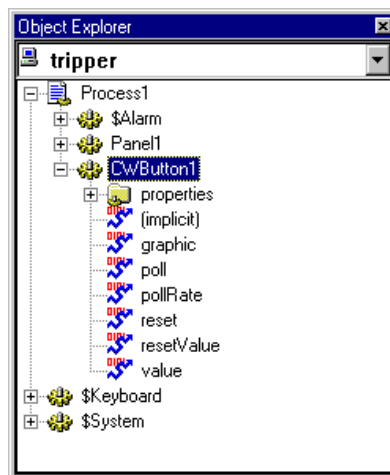 Object Explorer
tripper
Process1
$Alarm
Panel1
CWButton1
properties
(implicit)
graphic
poll
pollRate
reset
resetValue
value
$Keyboard
$System